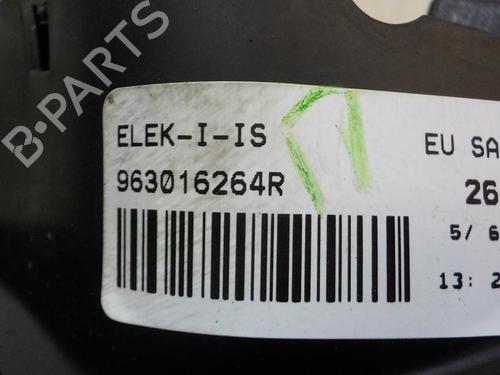 ELEK-I-IS
963016264R
EU SA
26
5/ 6
13: 2
B-PARTS